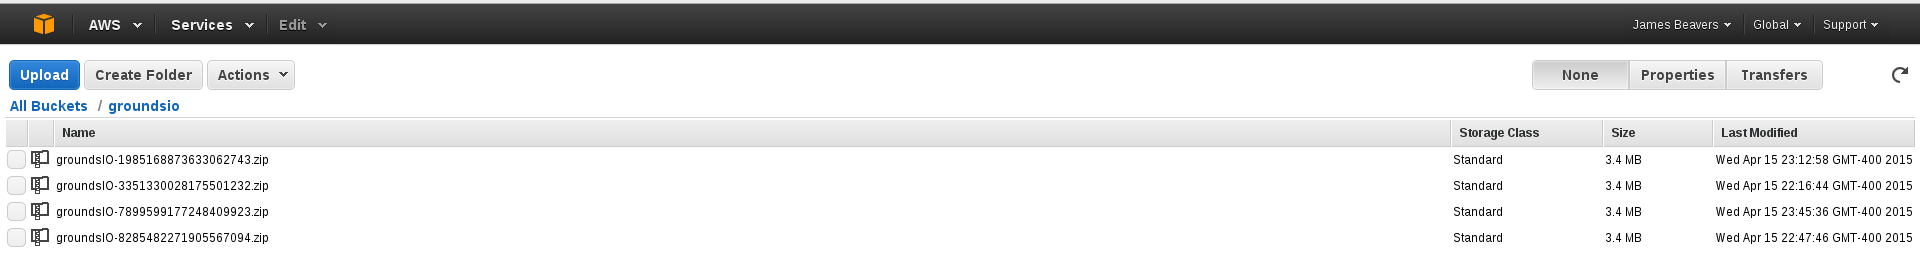 AWS Services Edit James Beavers Global Support
Upload Create Folder Actions None Properties Transfers
All Buckets / groundsio
Name Storage Class Size Last Modified
groundsIO-1985168873633062743.zip Standard 3.4 MB Wed Apr 15 23:12:58 GMT-400 2015
groundsIO-3351330028175501232.zip Standard 3.4 MB Wed Apr 15 22:16:44 GMT-400 2015
groundsIO-7899599177248409923.zip Standard 3.4 MB Wed Apr 15 23:45:36 GMT-400 2015
groundsIO-8285482271905567094.zip Standard 3.4 MB Wed Apr 15 22:47:46 GMT-400 2015